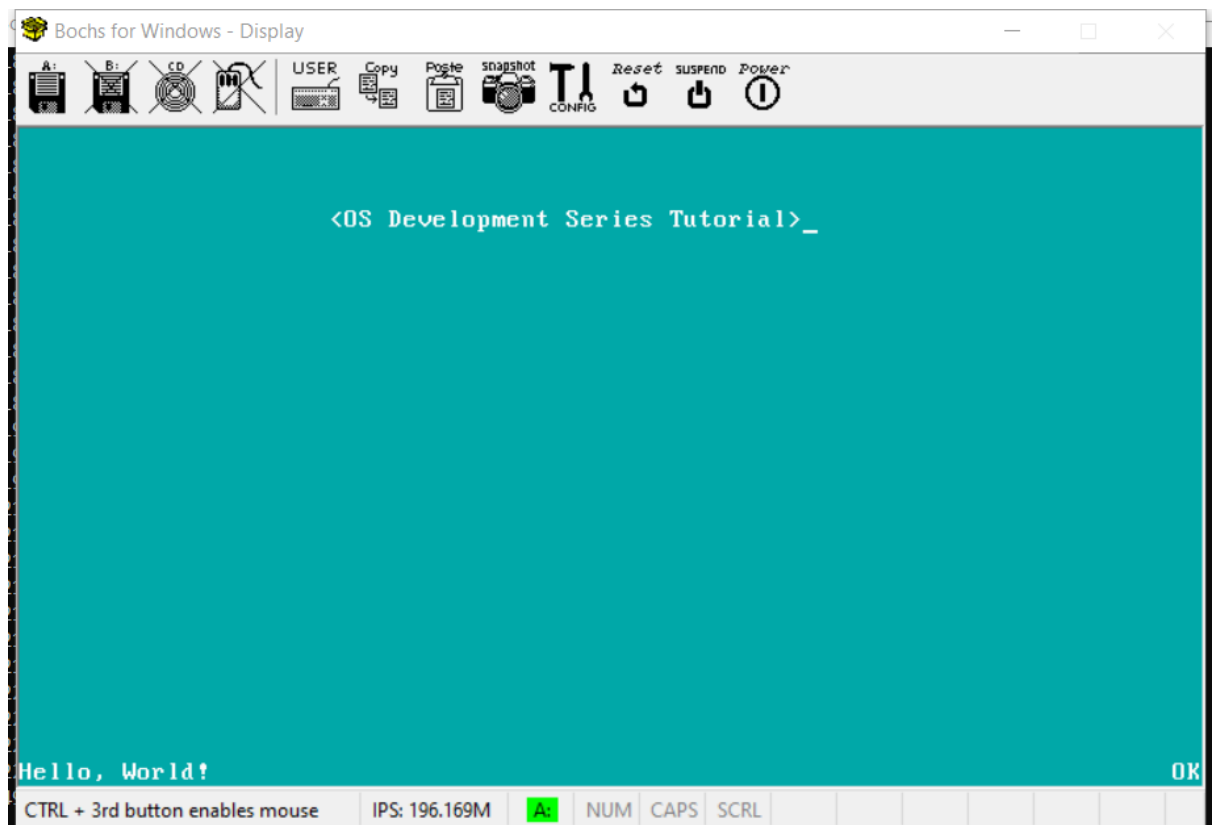 Bochs for Windows - Display
A: B: CD USER Copy Poste snapshot CONFIG Reset SUSPEND Power
<OS Development Series Tutorial>_
Hello, World! OK
CTRL + 3rd button enables mouse IPS: 196.169M A: NUM CAPS SCRL